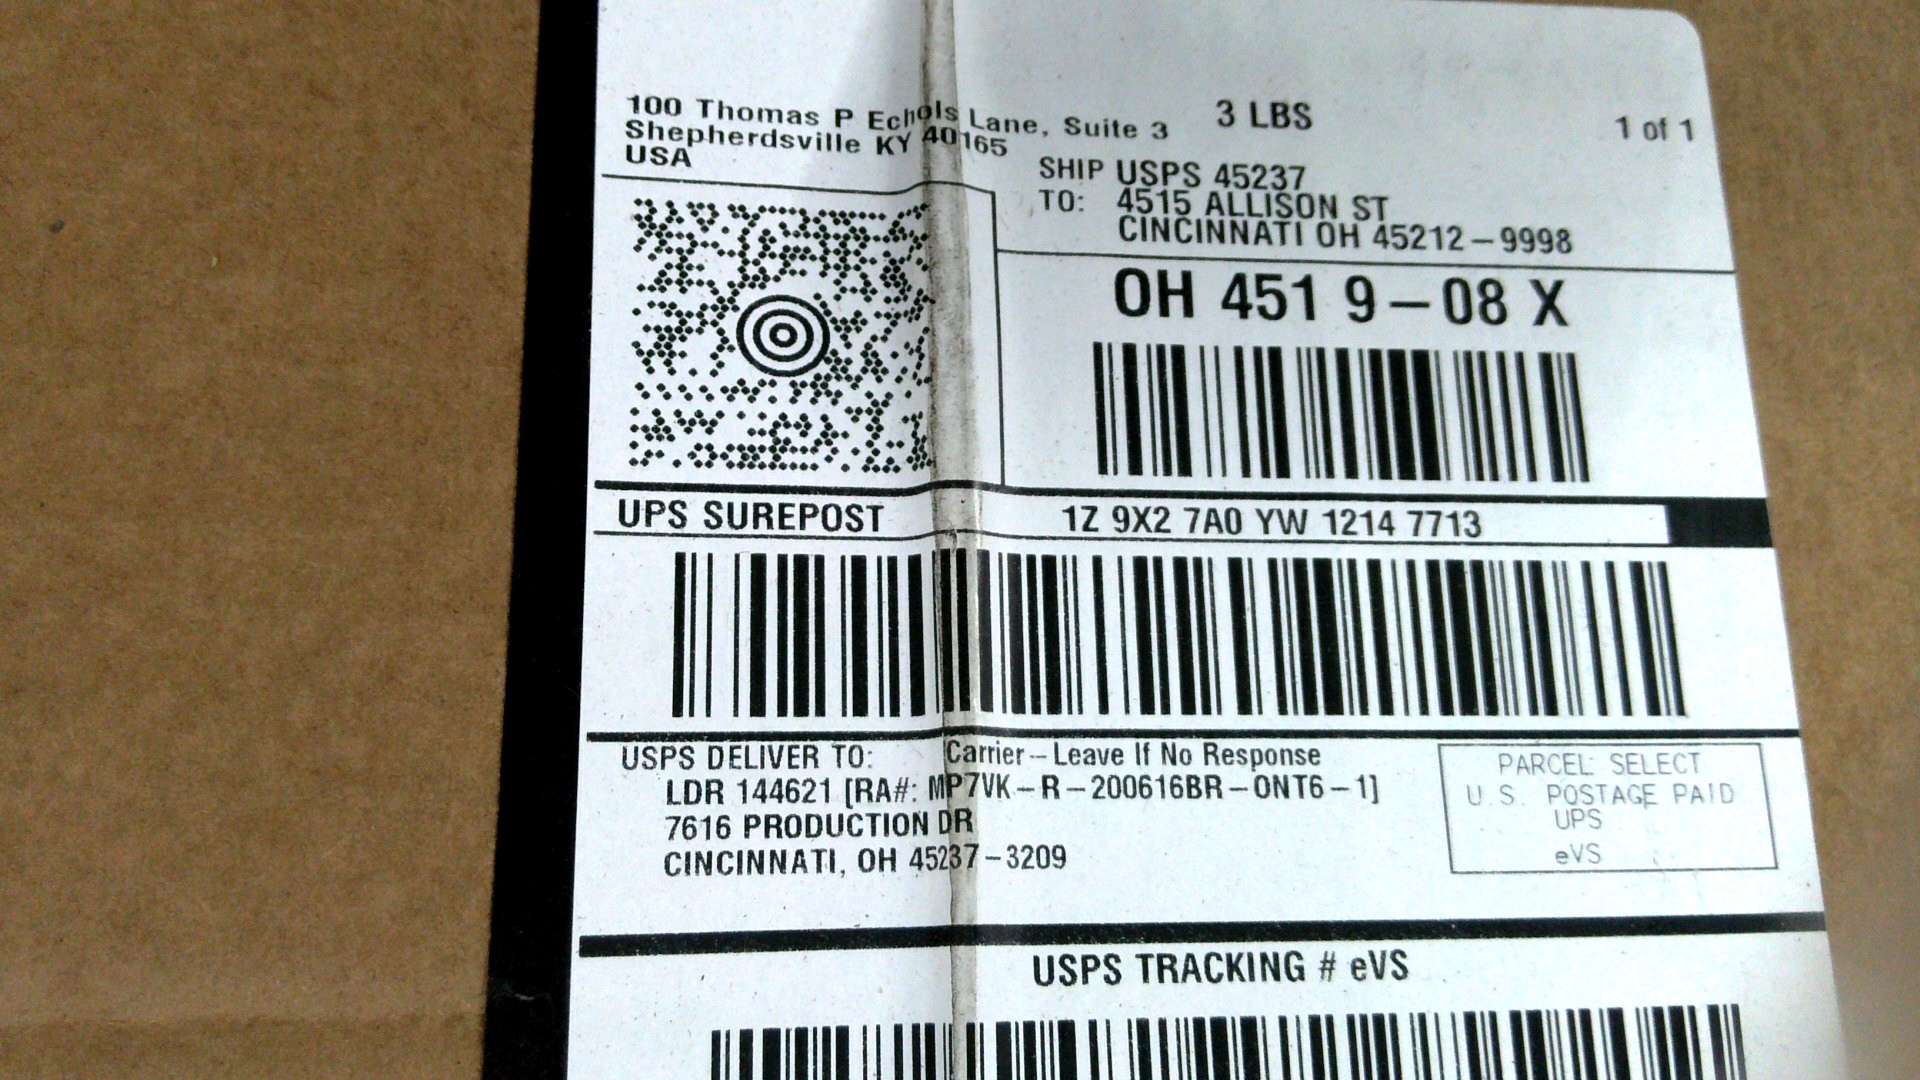 100 Thomas P Echols Lane, Suite 3
Shepherdsville KY 40165
USA
3 LBS
1 of 1
SHIP TO:
USPS 45237
4515 ALLISON ST
CINCINNATI OH 45212-9998
OH 451 9-08 X
UPS SUREPOST
1Z 9X2 7A0 YW 1214 7713
USPS DELIVER TO:
Carrier-Leave If No Response
LDR 144621 [RA#: MP7VK-R-200616BR-ONT6-1]
7616 PRODUCTION DR
CINCINNATI, OH 45237-3209
PARCEL SELECT
U.S. POSTAGE PAID
UPS
eVS
USPS TRACKING # eVS